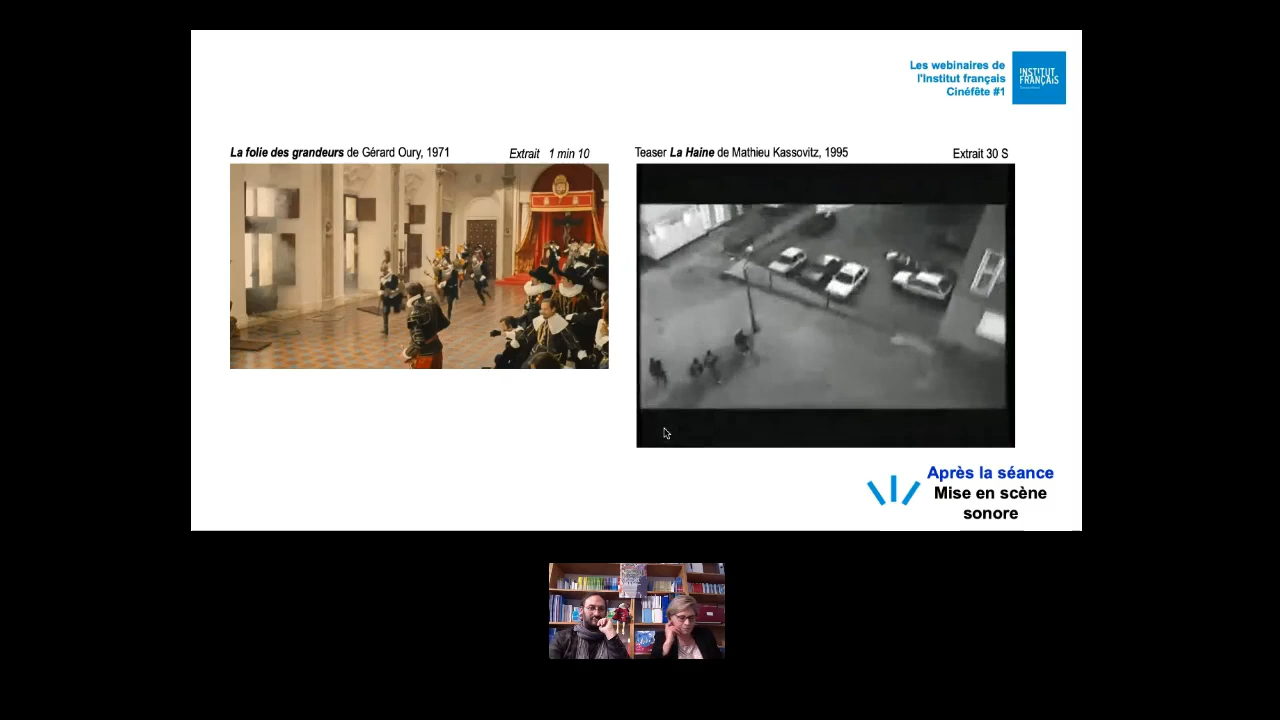 Les webinaires de
l'Institut français
Cinéfête #1
INSTITUT
FRANÇAIS
La folie des grandeurs de Gérard Oury, 1971 Extrait 1 min 10
Teaser La Haine de Mathieu Kassovitz, 1995 Extrait 30 S
Après la séance
Mise en scène
sonore